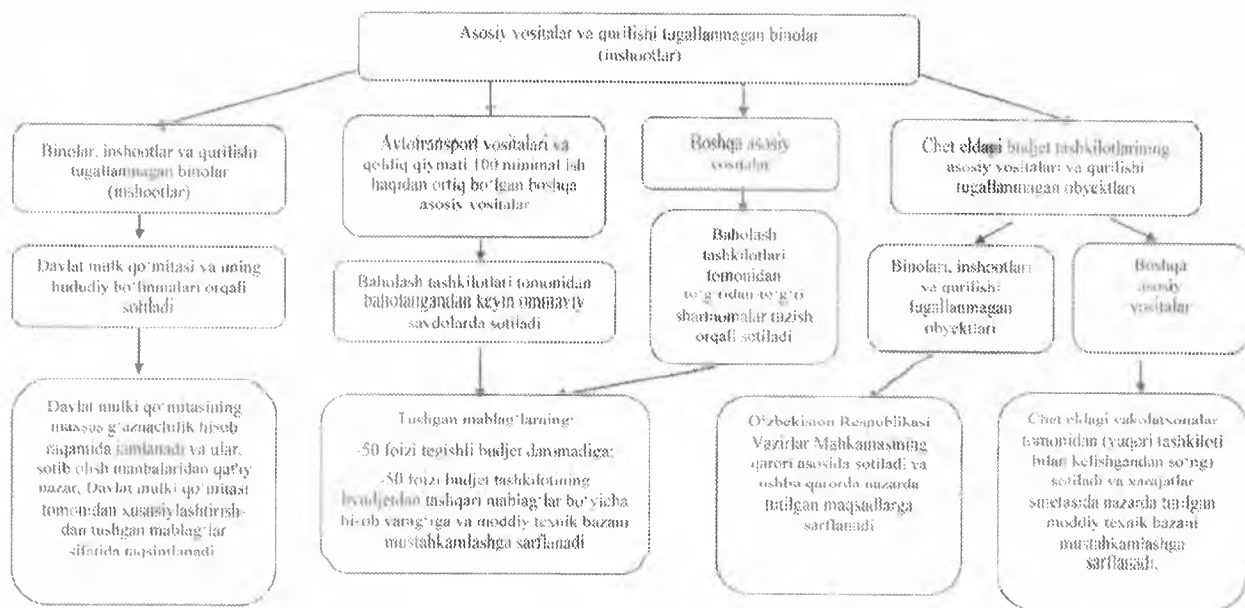 Asosiy vositalar va qurilishi tugallanmagan binolar
(inshootlar)
Binolar, inshootlar va qurilishi
tugallanmagan binolar
(inshootlar)
Avtotransport vositalari va
qoldiq qiymati 100 minimal ish
haqidan ortiq bo'lgan boshqa
asosiy vositalar
Boshqa asosiy
vositalar
Chet eldagi budjet tashkilotlarining
asosiy vositalari va qurilishi
tugallanmagan obyektlari
Davlat mulk qo'mitasi va uning
hududiy bo'linmalari orqali
sotiladi
Baholash tashkilotlari tomonidan
baholangandan keyin ommaviy
savdolarda sotiladi
Baholash
tashkilotlari
tomonidan
to'g'ridan-to'g'ri
shartnomalar tuzish
orqali sotiladi
Binolari, inshootlari
va qurilishi
tugallanmagan
obyektlari
Boshqa
asosiy
vositalar
Davlat mulki qo'mitasining
maxsus g'aznachilik hisob
raqamida jamlanadi va ular,
sotib olish manbalaridan qat'iy
nazar, Davlat mulki qo'mitasi
tomonidan xususiylashtirish-
dan tushgan mablag'lar
sifatida taqsimlanadi
Tushgan mablag'larning:
-50 foizi tegishli budjet daromadiga;
-50 foizi budjet tashkilotining
byudjetdan tashqari mablag'lar bo'yicha
hisob varag'iga va moddiy texnik bazani
mustahkamlashga sarflanadi
O'zbekiston Respublikasi
Vazirlar Mahkamasining
qarori asosida sotiladi va
ushba qarorda nazarda
tutilgan maqsadlarga
sarflanadi
Chet eldagi vakolatxonalar
tomonidan (yuqori tashkiloti
bilan kelishgandan so'ng)
sotiladi va xarajatlar
smetasida nazarda tutilgan
moddiy texnik bazani
mustahkamlashga
sarflanadi.